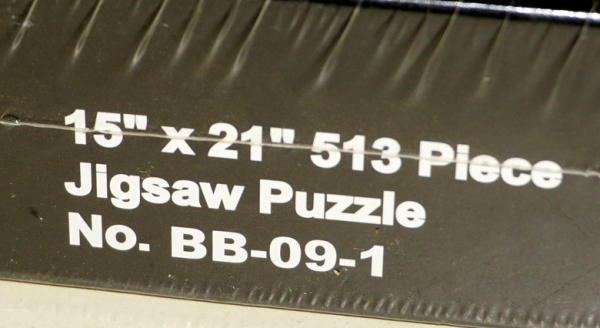 15" x 21" 513 Piece
Jigsaw Puzzle
No. BB-09-1